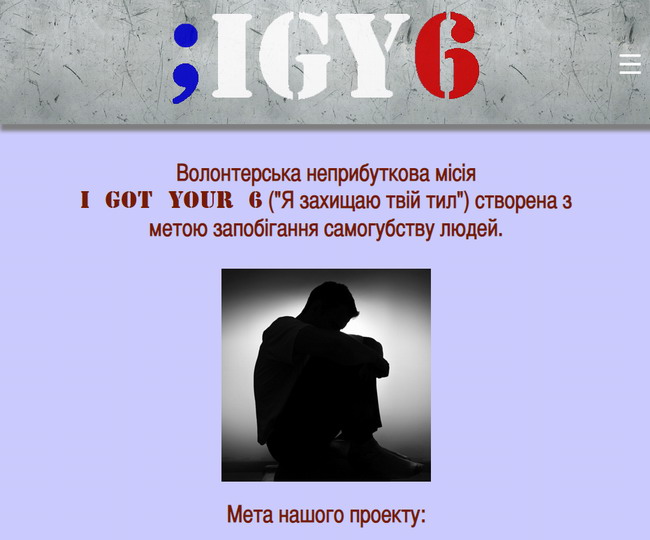 ;IGY6
Волонтерська неприбуткова місія
I GOT YOUR 6 ("Я захищаю твій тил") створена з
метою запобігання самогубству людей.
Мета нашого проекту: